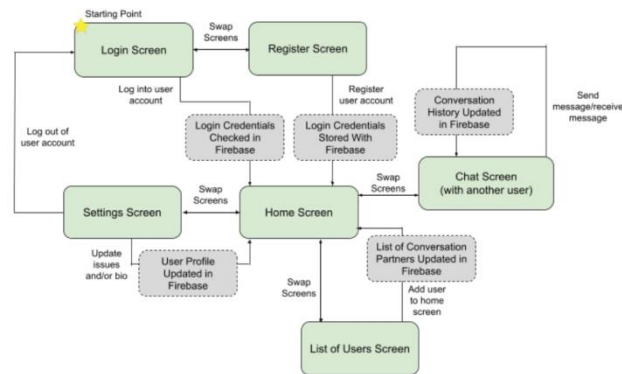 Starting Point
Login Screen
Swap
Screens
Register Screen
Log into user
account
Register
user account
Conversation
History Updated
in Firebase
Send
message/receive
message
Log out of
user account
Login Credentials
Checked in
Firebase
Login Credentials
Stored With
Firebase
Chat Screen
(with another user)
Swap
Screens
Settings Screen
Swap
Screens
Home Screen
Update
issues
and/or bio
User Profile
Updated in
Firebase
List of Conversation
Partners Updated in
Firebase
Swap
Screens
Add user
to home
screen
List of Users Screen